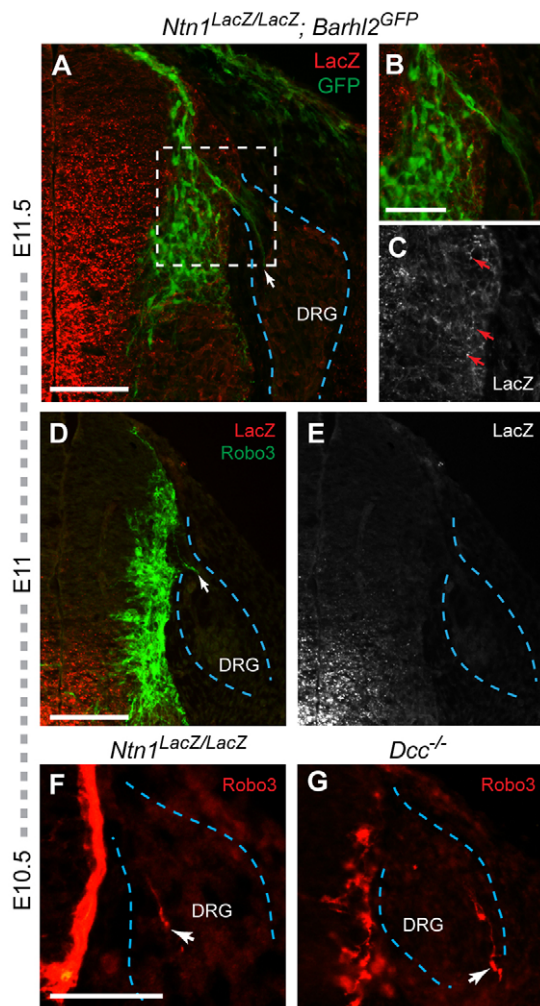 Ntn1LacZ/LacZ; Barhl2GFP
A
LacZ
GFP
DRG
B
C
LacZ
E11.5
D
LacZ
Robo3
DRG
E
LacZ
E11
Ntn1LacZ/LacZ
Dcc-/-
F
Robo3
DRG
G
Robo3
DRG
E10.5